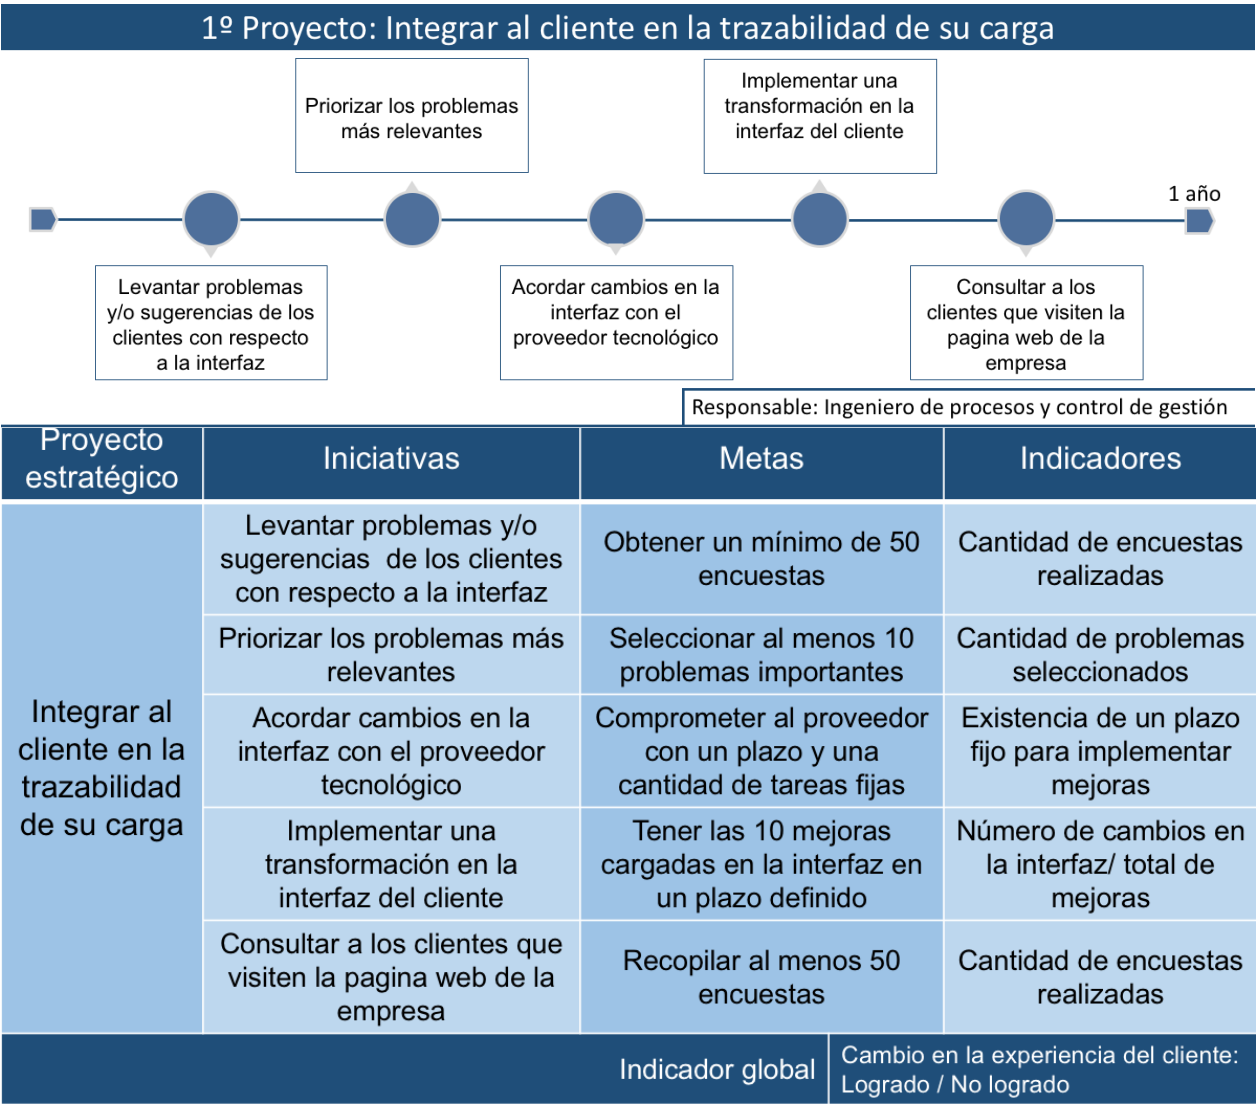 1º Proyecto: Integrar al cliente en la trazabilidad de su carga
Priorizar los problemas
más relevantes
Implementar una
transformación en la
interfaz del cliente
1 año
Levantar problemas
y/o sugerencias de los
clientes con respecto
a la interfaz
Acordar cambios en la
interfaz con el
proveedor tecnológico
Consultar a los
clientes que visiten la
pagina web de la
empresa
Responsable: Ingeniero de procesos y control de gestión
Proyecto
estratégico
Iniciativas
Metas
Indicadores
Integrar al
cliente en la
trazabilidad
de su carga
Levantar problemas y/o
sugerencias  de los clientes
con respecto a la interfaz
Obtener un mínimo de 50
encuestas
Cantidad de encuestas
realizadas
Priorizar los problemas más
relevantes
Seleccionar al menos 10
problemas importantes
Cantidad de problemas
seleccionados
Acordar cambios en la
interfaz con el proveedor
tecnológico
Comprometer al proveedor
con un plazo y una
cantidad de tareas fijas
Existencia de un plazo
fijo para implementar
mejoras
Implementar una
transformación en la
interfaz del cliente
Tener las 10 mejoras
cargadas en la interfaz en
un plazo definido
Número de cambios en
la interfaz/ total de
mejoras
Consultar a los clientes que
visiten la pagina web de la
empresa
Recopilar al menos 50
encuestas
Cantidad de encuestas
realizadas
Indicador global
Cambio en la experiencia del cliente:
Logrado / No logrado